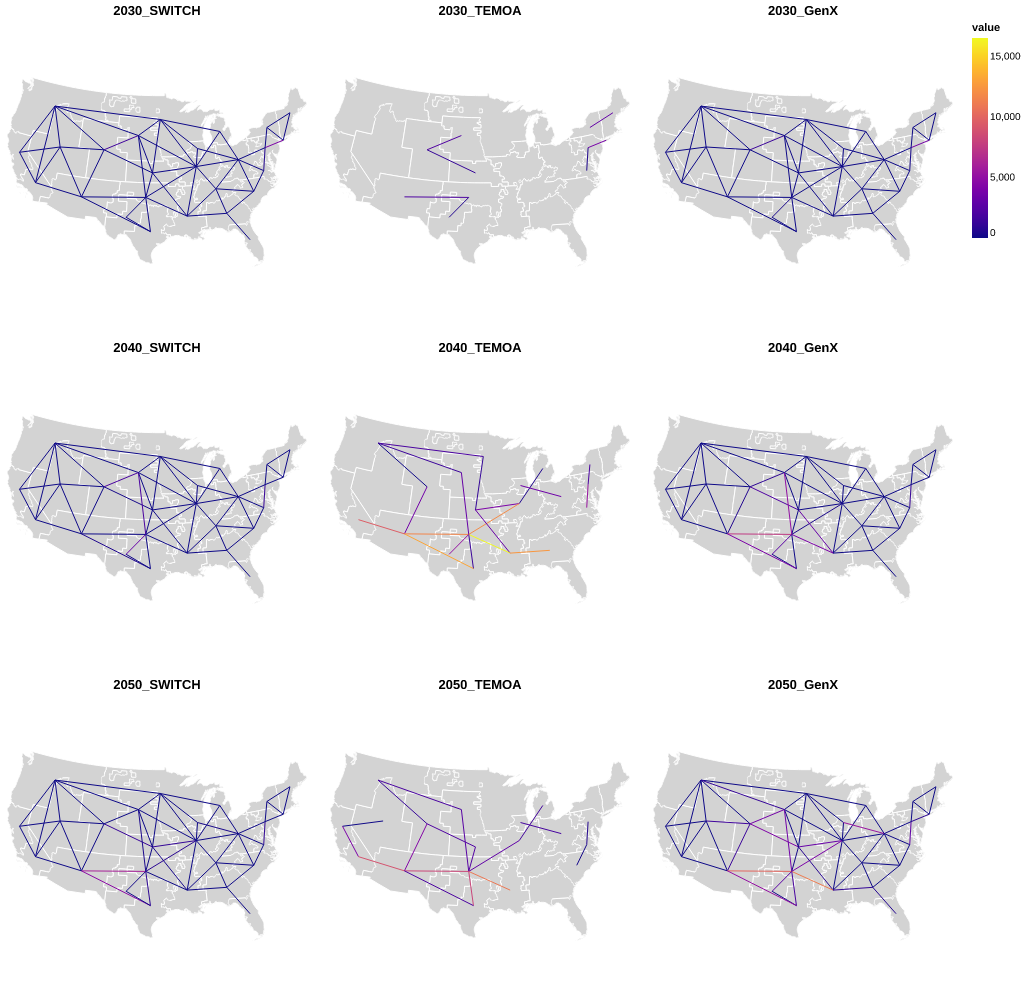 2030_SWITCH 2030_TEMOA 2030_GenX
value
15,000
10,000
5,000
0
2040_SWITCH 2040_TEMOA 2040_GenX
2050_SWITCH 2050_TEMOA 2050_GenX